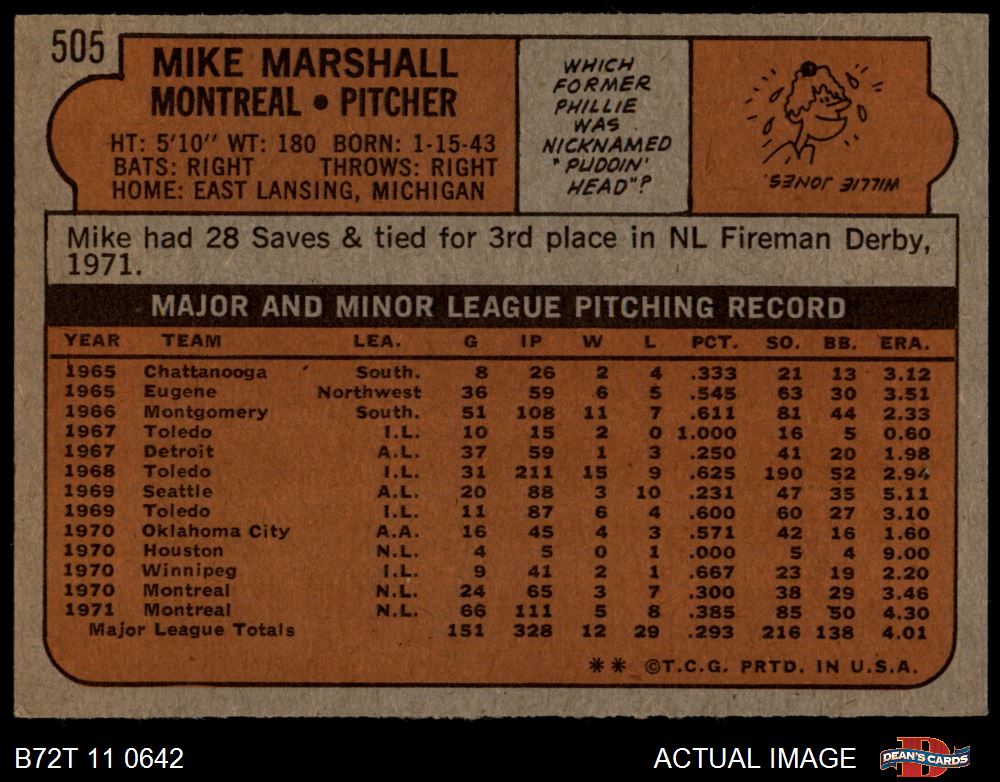 505
MIKE MARSHALL
MONTREAL • PITCHER
HT: 5'10" WT: 180 BORN: 1-15-43
BATS: RIGHT THROWS: RIGHT
HOME: EAST LANSING, MICHIGAN
WHICH
FORMER
PHILLIE
WAS
NICKNAMED
"PUDDIN'
HEAD"?
WILLIE JONES.
Mike had 28 Saves & tied for 3rd place in NL Fireman Derby,
1971.
MAJOR AND MINOR LEAGUE PITCHING RECORD
YEAR TEAM LEA. G IP W L PCT. SO. BB. ERA.
1965 Chattanooga South. 8 26 2 4 .333 21 13 3.12
1965 Eugene Northwest 36 59 6 5 .545 63 30 3.51
1966 Montgomery South. 51 108 11 7 .611 81 44 2.33
1967 Toledo I.L. 10 15 2 0 1.000 16 5 0.60
1967 Detroit A.L. 37 59 1 3 .250 41 20 1.98
1968 Toledo I.L. 31 211 15 9 .625 190 52 2.94
1969 Seattle A.L. 20 88 3 10 .231 47 35 5.11
1969 Toledo I.L. 11 87 6 4 .600 60 27 3.10
1970 Oklahoma City A.A. 16 45 4 3 .571 42 16 1.60
1970 Houston N.L. 4 5 0 1 .000 5 4 9.00
1970 Winnipeg I.L. 9 41 2 1 .667 23 19 2.20
1970 Montreal N.L. 24 65 3 7 .300 38 29 3.46
1971 Montreal N.L. 66 111 5 8 .385 85 50 4.30
Major League Totals 151 328 12 29 .293 216 138 4.01
** ©T.C.G. PRTD. IN U.S.A.
B72T 11 0642
ACTUAL IMAGE
DEAN'S CARDS